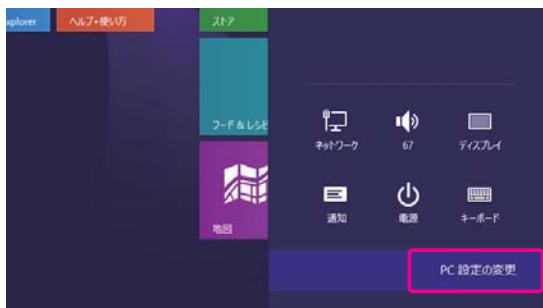 xplorer
ヘルプ+使い方
ストア
フード & レシピ
地図
ネットワーク
67
ディスプレイ
通知
電源
キーボード
PC 設定の変更